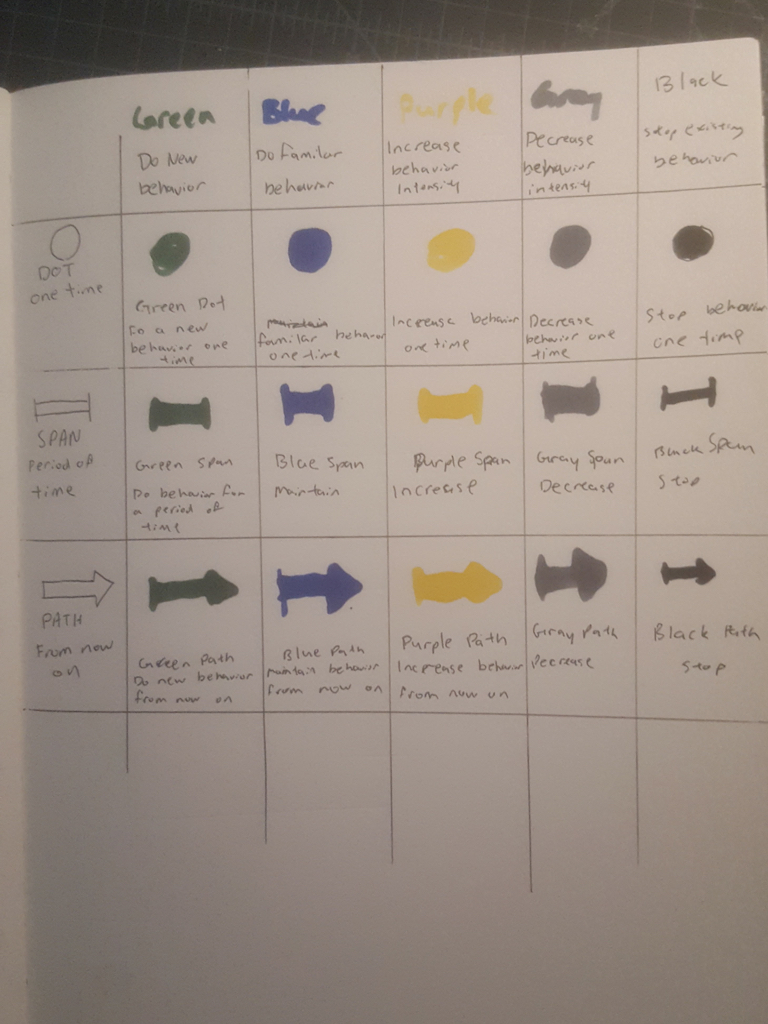 Green
Blue
Purple
Gray
Black
Do New
behavior
Do familar
behavior
Increase
behavior
Intensity
Decrease
behavior
intensity
stop existing
behavior
DOT
one time
Green Dot
Do a new
behavior one
time
maintain
familar behavior
one time
Increase behavior
one time
Decrease
behavior one
time
Stop behavior
one time
SPAN
Period of
time
Green Span
Do behavior for
a period of
time
Blue Span
maintain
Purple Span
Increase
Gray Span
Decrease
Black Span
Stop
PATH
From now
on
Green Path
Do new behavior
from now on
Blue Path
maintain behavior
from now on
Purple Path
Increase behavior
from now on
Gray Path
Decrease
Black Path
Stop